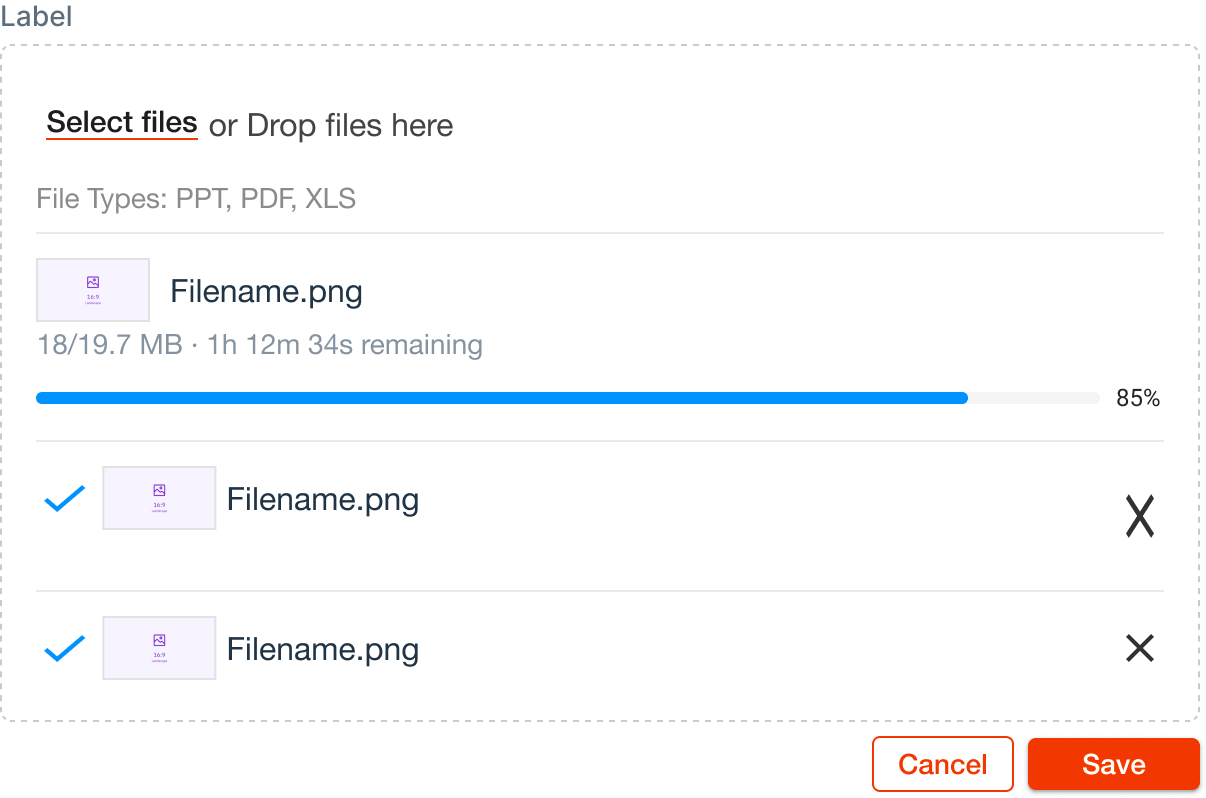 Label
Select files or Drop files here
File Types: PPT, PDF, XLS
16:9
Filename.png
18/19.7 MB · 1h 12m 34s remaining
85%
16:9
Filename.png
16:9
Filename.png
Cancel Save